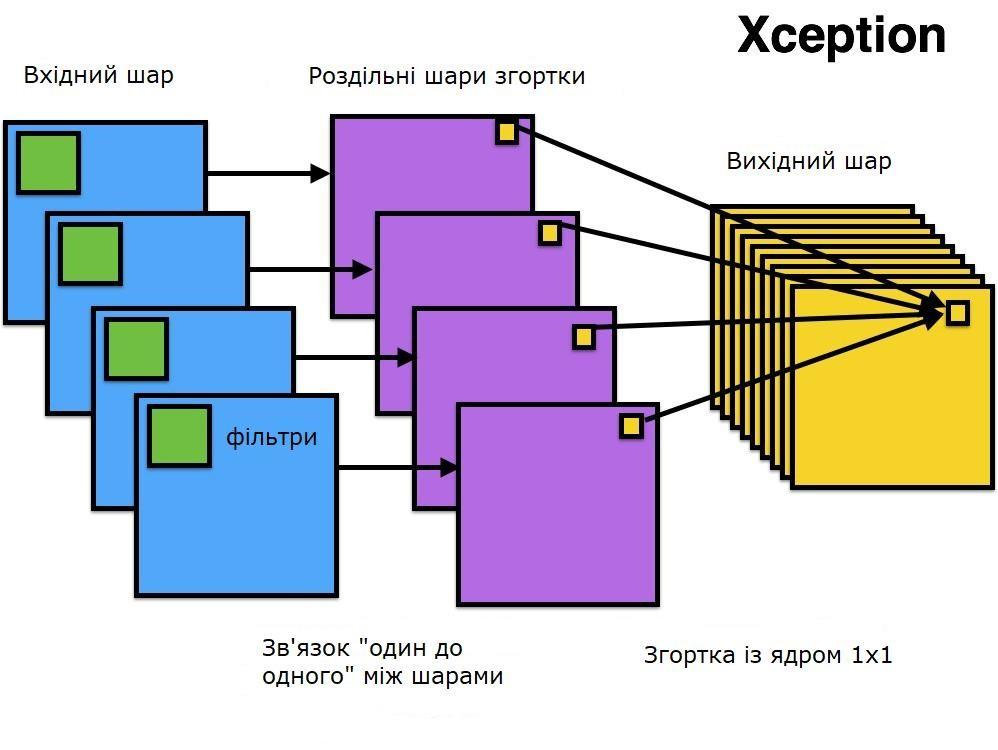 Xception
Вхідний шар
Роздільні шари згортки
Вихідний шар
фільтри
Зв'язок "один до
одного" між шарами
Згортка із ядром 1x1